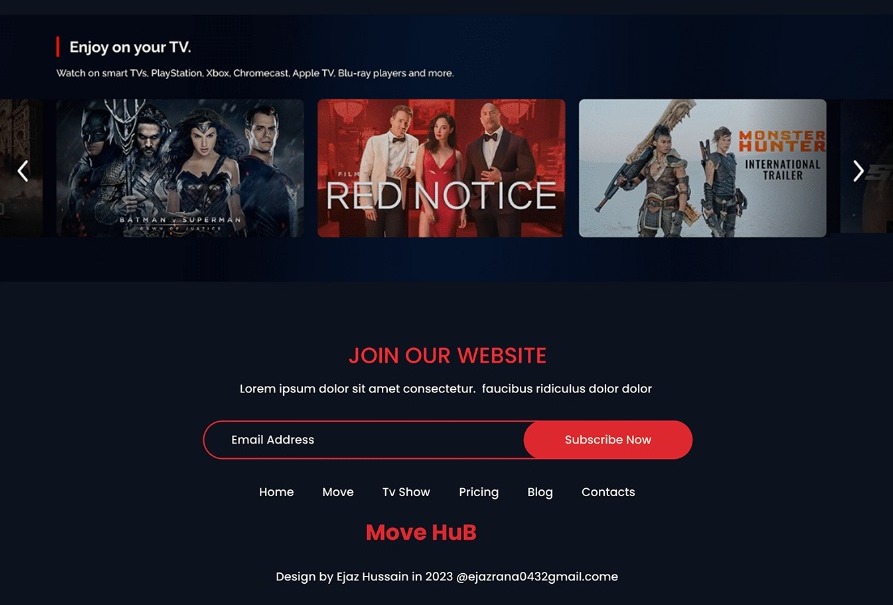 Enjoy on your TV.
Watch on smart TVs, PlayStation, Xbox, Chromecast, Apple TV, Blu-ray players and more.
BATMAN v SUPERMAN
DAWN OF JUSTICE
FILM
RED NOTICE
MONSTER
HUNTER
INTERNATIONAL
TRAILER
JOIN OUR WEBSITE
Lorem ipsum dolor sit amet consectetur.  faucibus ridiculus dolor dolor
Email Address
Subscribe Now
Home Move Tv Show Pricing Blog Contacts
Move HuB
Design by Ejaz Hussain in 2023 @ejazrana0432gmail.come